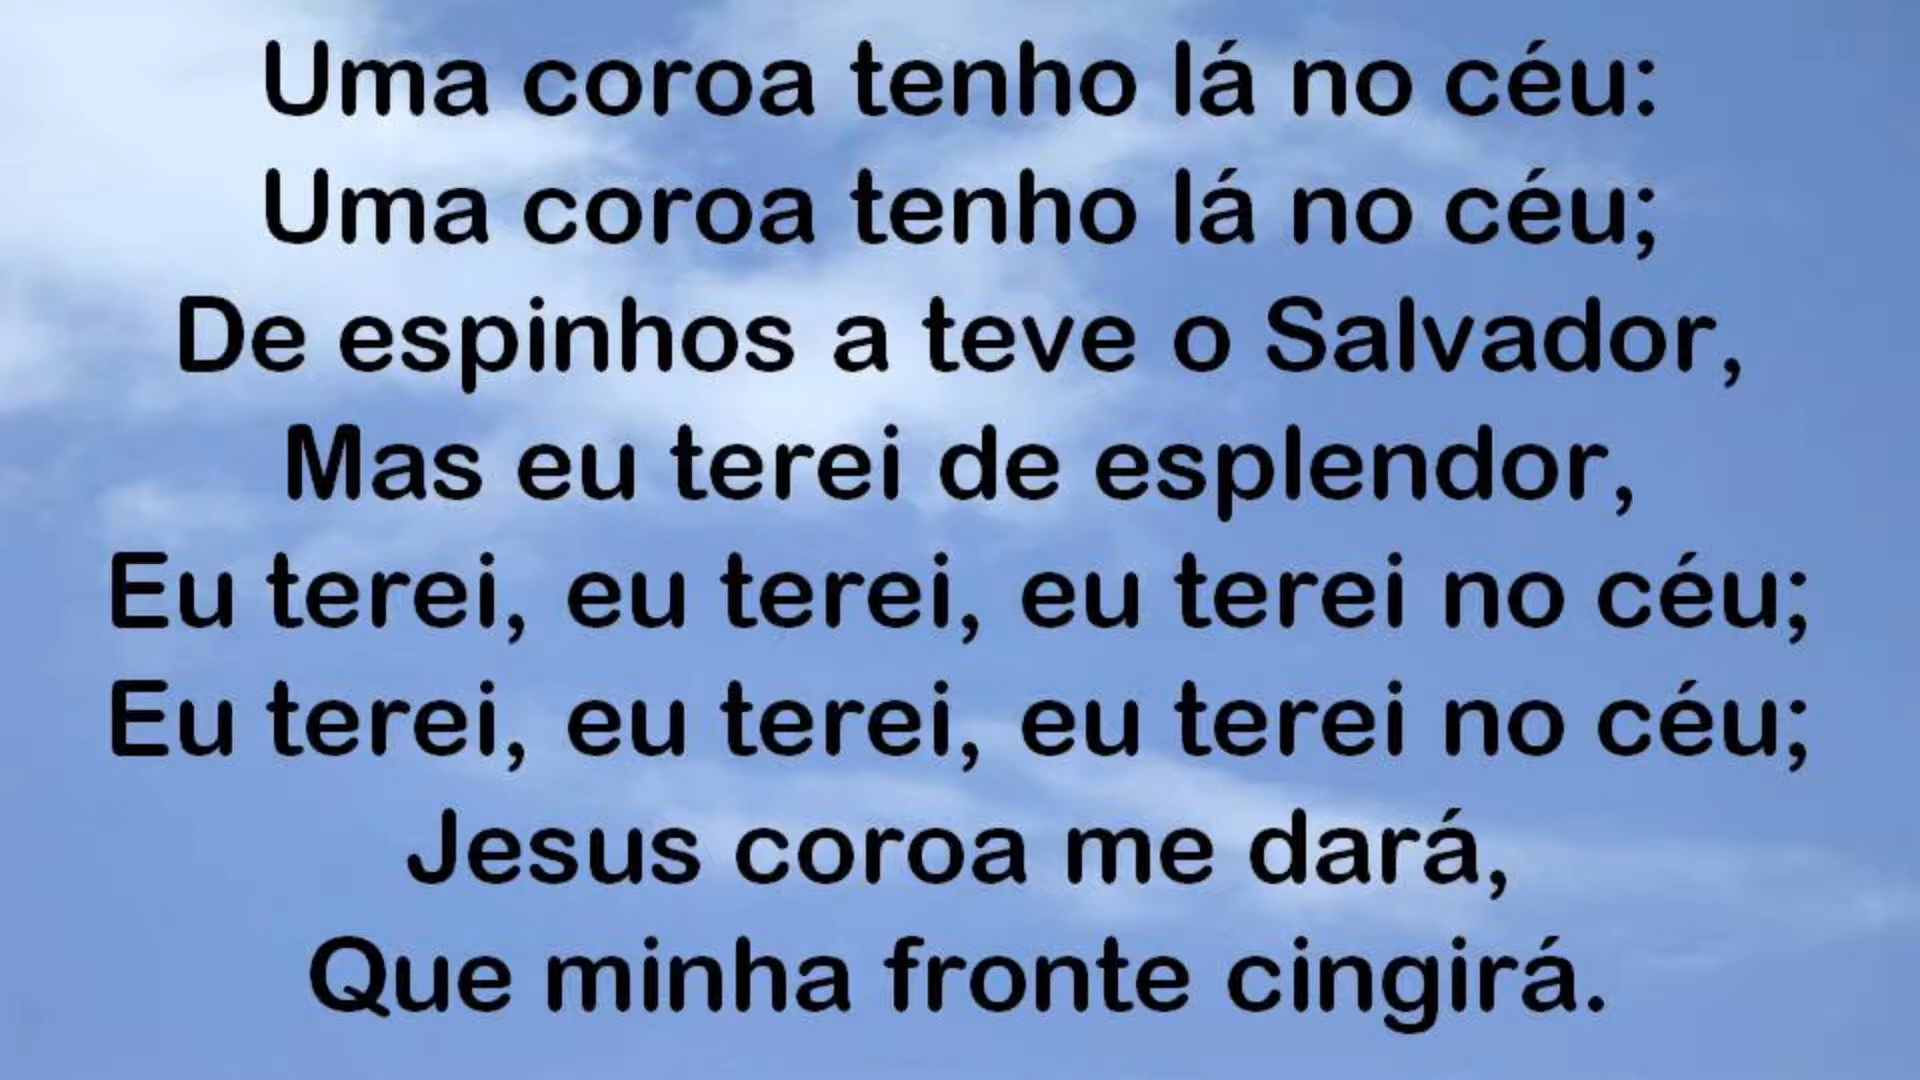 Uma coroa tenho lá no céu:
Uma coroa tenho lá no céu;
De espinhos a teve o Salvador,
Mas eu terei de esplendor,
Eu terei, eu terei, eu terei no céu;
Eu terei, eu terei, eu terei no céu;
Jesus coroa me dará,
Que minha fronte cingirá.